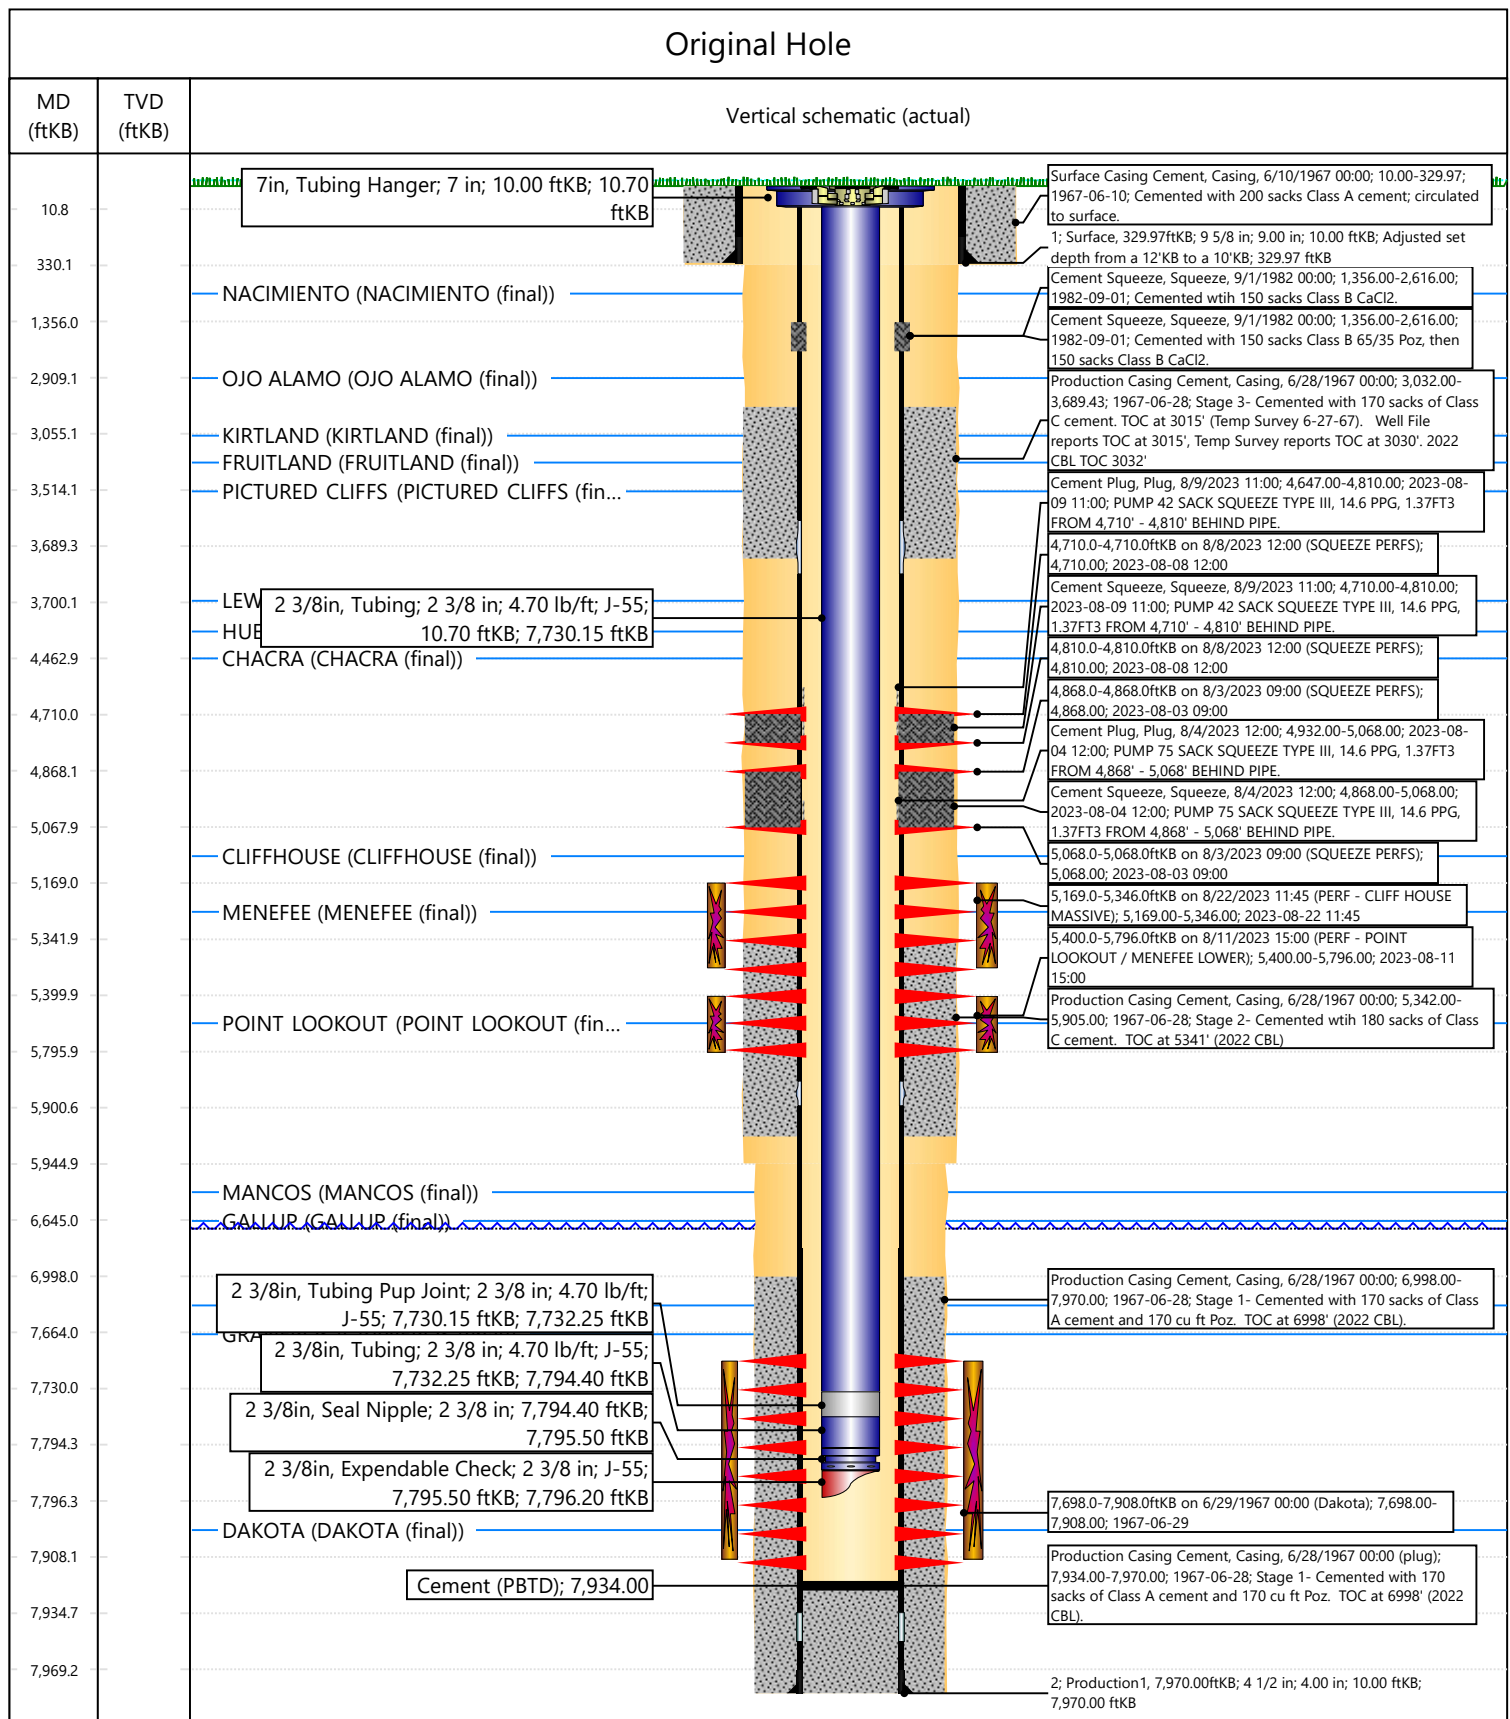 Original Hole
MD
(ftKB)
TVD
(ftKB)
Vertical schematic (actual)
10.8
330.1
1,356.0
2,909.1
3,055.1
3,514.1
3,689.3
3,700.1
4,462.9
4,710.0
4,868.1
5,067.9
5,169.0
5,341.9
5,399.9
5,795.9
5,900.6
5,944.9
6,645.0
6,998.0
7,664.0
7,730.0
7,794.3
7,796.3
7,908.1
7,934.7
7,969.2
7in, Tubing Hanger; 7 in; 10.00 ftKB; 10.70
ftKB
NACIMIENTO (NACIMIENTO (final))
OJO ALAMO (OJO ALAMO (final))
KIRTLAND (KIRTLAND (final))
FRUITLAND (FRUITLAND (final))
PICTURED CLIFFS (PICTURED CLIFFS (fin...
LEW
HUE
2 3/8in, Tubing; 2 3/8 in; 4.70 lb/ft; J-55;
10.70 ftKB; 7,730.15 ftKB
CHACRA (CHACRA (final))
CLIFFHOUSE (CLIFFHOUSE (final))
MENEFEE (MENEFEE (final))
POINT LOOKOUT (POINT LOOKOUT (fin...
MANCOS (MANCOS (final))
GALLUP (GALLUP (final))
2 3/8in, Tubing Pup Joint; 2 3/8 in; 4.70 lb/ft;
J-55; 7,730.15 ftKB; 7,732.25 ftKB
GRA
2 3/8in, Tubing; 2 3/8 in; 4.70 lb/ft; J-55;
7,732.25 ftKB; 7,794.40 ftKB
2 3/8in, Seal Nipple; 2 3/8 in; 7,794.40 ftKB;
7,795.50 ftKB
2 3/8in, Expendable Check; 2 3/8 in; J-55;
7,795.50 ftKB; 7,796.20 ftKB
DAKOTA (DAKOTA (final))
Cement (PBTD); 7,934.00
Surface Casing Cement, Casing, 6/10/1967 00:00; 10.00-329.97;
1967-06-10; Cemented with 200 sacks Class A cement; circulated
to surface.
1; Surface, 329.97ftKB; 9 5/8 in; 9.00 in; 10.00 ftKB; Adjusted set
depth from a 12'KB to a 10'KB; 329.97 ftKB
Cement Squeeze, Squeeze, 9/1/1982 00:00; 1,356.00-2,616.00;
1982-09-01; Cemented wtih 150 sacks Class B CaCl2.
Cement Squeeze, Squeeze, 9/1/1982 00:00; 1,356.00-2,616.00;
1982-09-01; Cemented with 150 sacks Class B 65/35 Poz, then
150 sacks Class B CaCl2.
Production Casing Cement, Casing, 6/28/1967 00:00; 3,032.00-
3,689.43; 1967-06-28; Stage 3- Cemented with 170 sacks of Class
C cement. TOC at 3015' (Temp Survey 6-27-67). Well File
reports TOC at 3015', Temp Survey reports TOC at 3030'. 2022
CBL TOC 3032'
Cement Plug, Plug, 8/9/2023 11:00; 4,647.00-4,810.00; 2023-08-
09 11:00; PUMP 42 SACK SQUEEZE TYPE III, 14.6 PPG, 1.37FT3
FROM 4,710' - 4,810' BEHIND PIPE.
4,710.0-4,710.0ftKB on 8/8/2023 12:00 (SQUEEZE PERFS);
4,710.00; 2023-08-08 12:00
Cement Squeeze, Squeeze, 8/9/2023 11:00; 4,710.00-4,810.00;
2023-08-09 11:00; PUMP 42 SACK SQUEEZE TYPE III, 14.6 PPG,
1.37FT3 FROM 4,710' - 4,810' BEHIND PIPE.
4,810.0-4,810.0ftKB on 8/8/2023 12:00 (SQUEEZE PERFS);
4,810.00; 2023-08-08 12:00
4,868.0-4,868.0ftKB on 8/3/2023 09:00 (SQUEEZE PERFS);
4,868.00; 2023-08-03 09:00
Cement Plug, Plug, 8/4/2023 12:00; 4,932.00-5,068.00; 2023-08-
04 12:00; PUMP 75 SACK SQUEEZE TYPE III, 14.6 PPG, 1.37FT3
FROM 4,868' - 5,068' BEHIND PIPE.
Cement Squeeze, Squeeze, 8/4/2023 12:00; 4,868.00-5,068.00;
2023-08-04 12:00; PUMP 75 SACK SQUEEZE TYPE III, 14.6 PPG,
1.37FT3 FROM 4,868' - 5,068' BEHIND PIPE.
5,068.0-5,068.0ftKB on 8/3/2023 09:00 (SQUEEZE PERFS);
5,068.00; 2023-08-03 09:00
5,169.0-5,346.0ftKB on 8/22/2023 11:45 (PERF - CLIFF HOUSE
MASSIVE); 5,169.00-5,346.00; 2023-08-22 11:45
5,400.0-5,796.0ftKB on 8/11/2023 15:00 (PERF - POINT
LOOKOUT / MENEFEE LOWER); 5,400.00-5,796.00; 2023-08-11
15:00
Production Casing Cement, Casing, 6/28/1967 00:00; 5,342.00-
5,905.00; 1967-06-28; Stage 2- Cemented wtih 180 sacks of Class
C cement. TOC at 5341' (2022 CBL)
Production Casing Cement, Casing, 6/28/1967 00:00; 6,998.00-
7,970.00; 1967-06-28; Stage 1- Cemented with 170 sacks of Class
A cement and 170 cu ft Poz. TOC at 6998' (2022 CBL).
7,698.0-7,908.0ftKB on 6/29/1967 00:00 (Dakota); 7,698.00-
7,908.00; 1967-06-29
Production Casing Cement, Casing, 6/28/1967 00:00 (plug);
7,934.00-7,970.00; 1967-06-28; Stage 1- Cemented with 170
sacks of Class A cement and 170 cu ft Poz. TOC at 6998' (2022
CBL).
2; Production1, 7,970.00ftKB; 4 1/2 in; 4.00 in; 10.00 ftKB;
7,970.00 ftKB